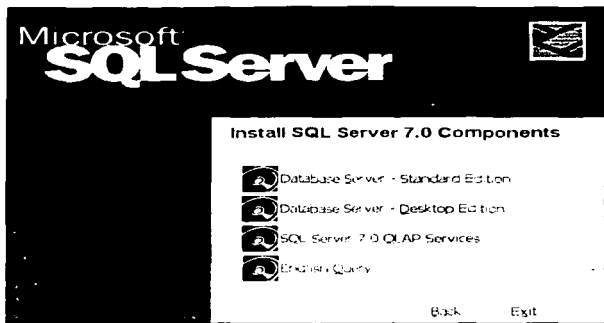 Microsoft
SQL Server
Install SQL Server 7.0 Components
Database Server - Standard Edition
Database Server - Desktop Edition
SQL Server 7.0 OLAP Services
English Query
Back Exit